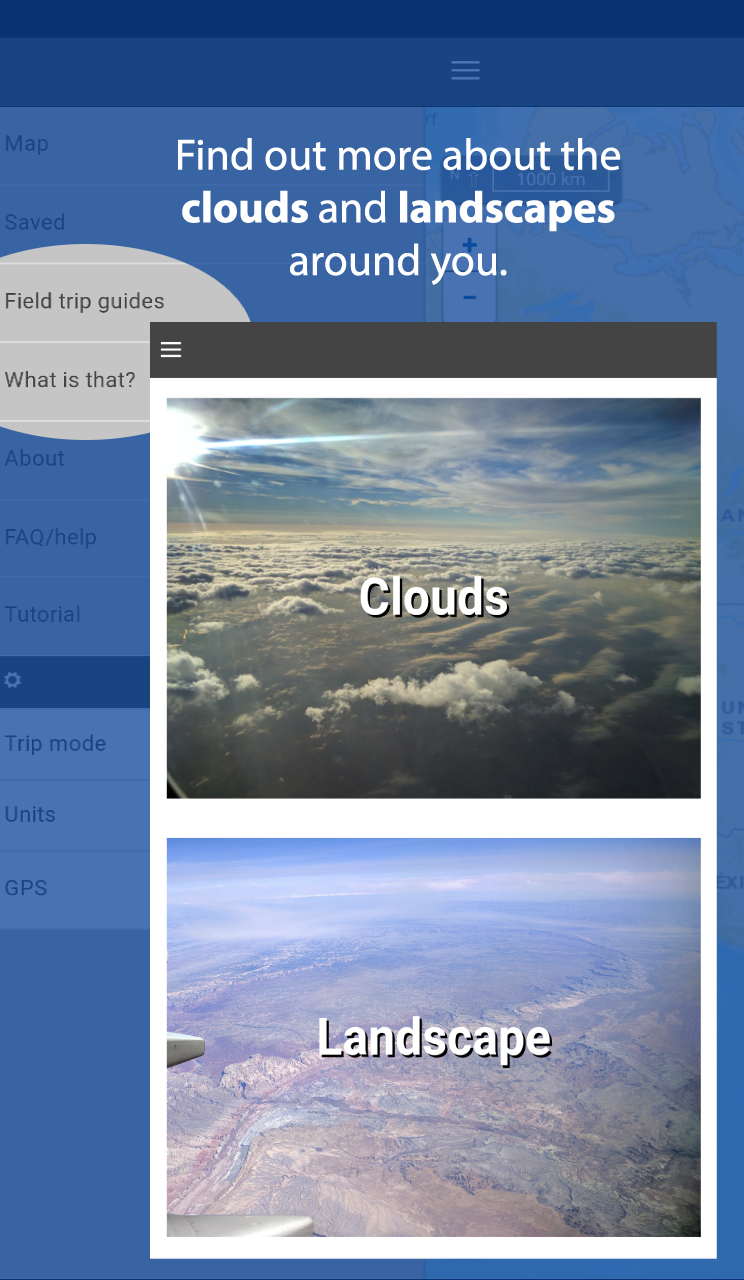 Find out more about the
clouds and landscapes
around you.
Map
Saved
Field trip guides
What is that?
About
FAQ/help
Tutorial
Trip mode
Units
GPS
N
1000 km
+
−
Clouds
Landscape